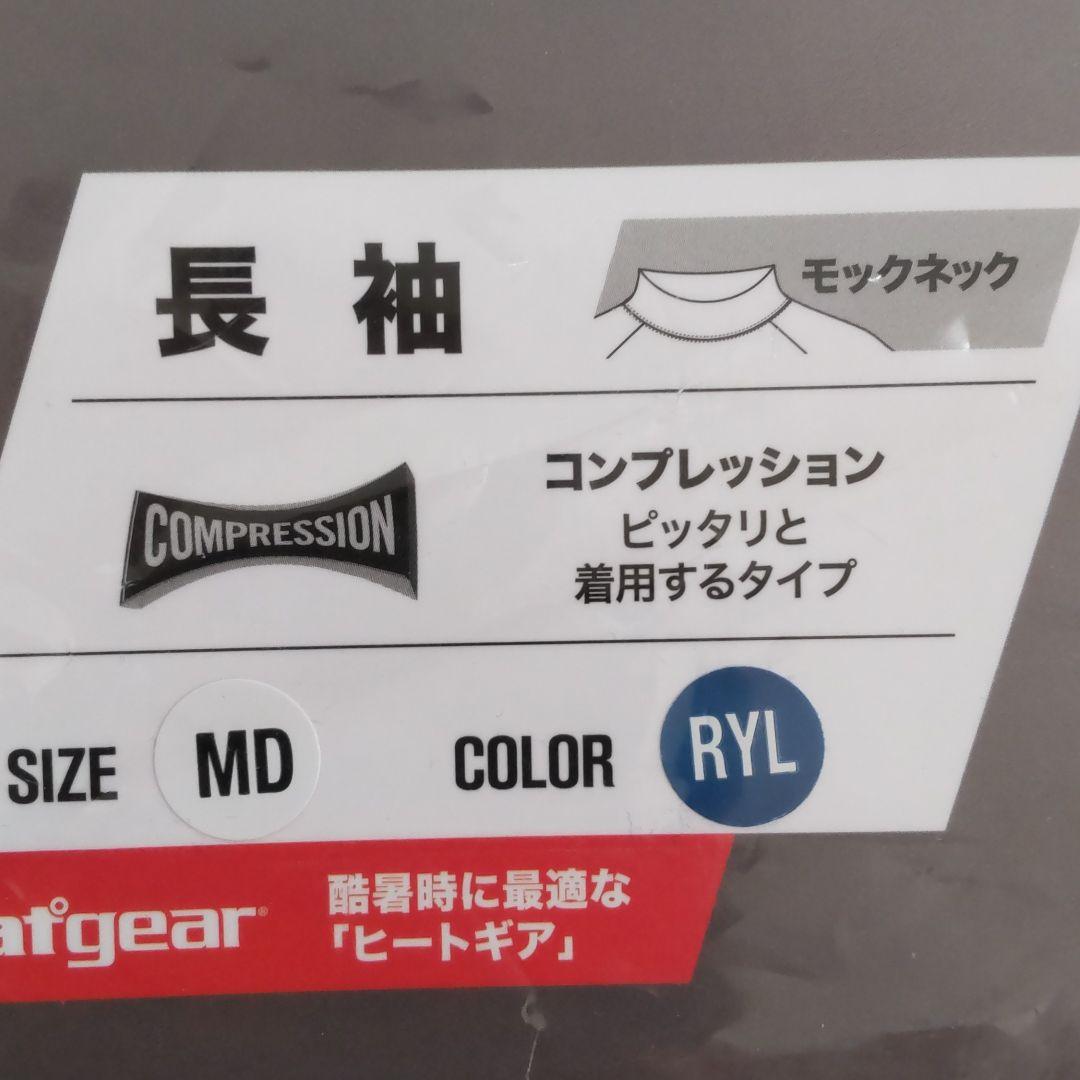 長袖
モックネック
COMPRESSION
コンプレッション
ピッタリと
着用するタイプ
SIZE MD COLOR RYL
atgear®
酷暑時に最適な
「ヒートギア」